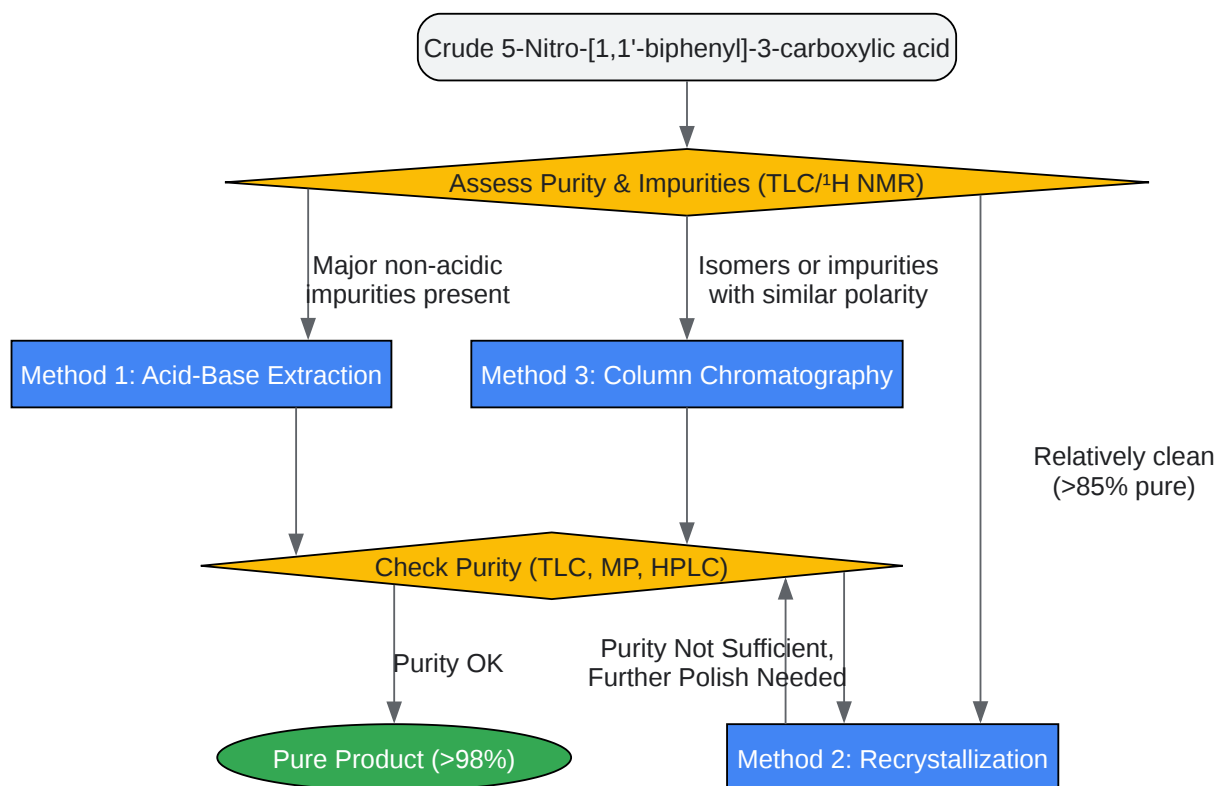 Crude 5-Nitro-[1,1'-biphenyl]-3-carboxylic acid
Assess Purity & Impurities (TLC/¹H NMR)
Major non-acidic
impurities present
Isomers or impurities
with similar polarity
Method 1: Acid-Base Extraction
Method 3: Column Chromatography
Relatively clean
(>85% pure)
Check Purity (TLC, MP, HPLC)
Purity OK
Purity Not Sufficient,
Further Polish Needed
Pure Product (>98%)
Method 2: Recrystallization